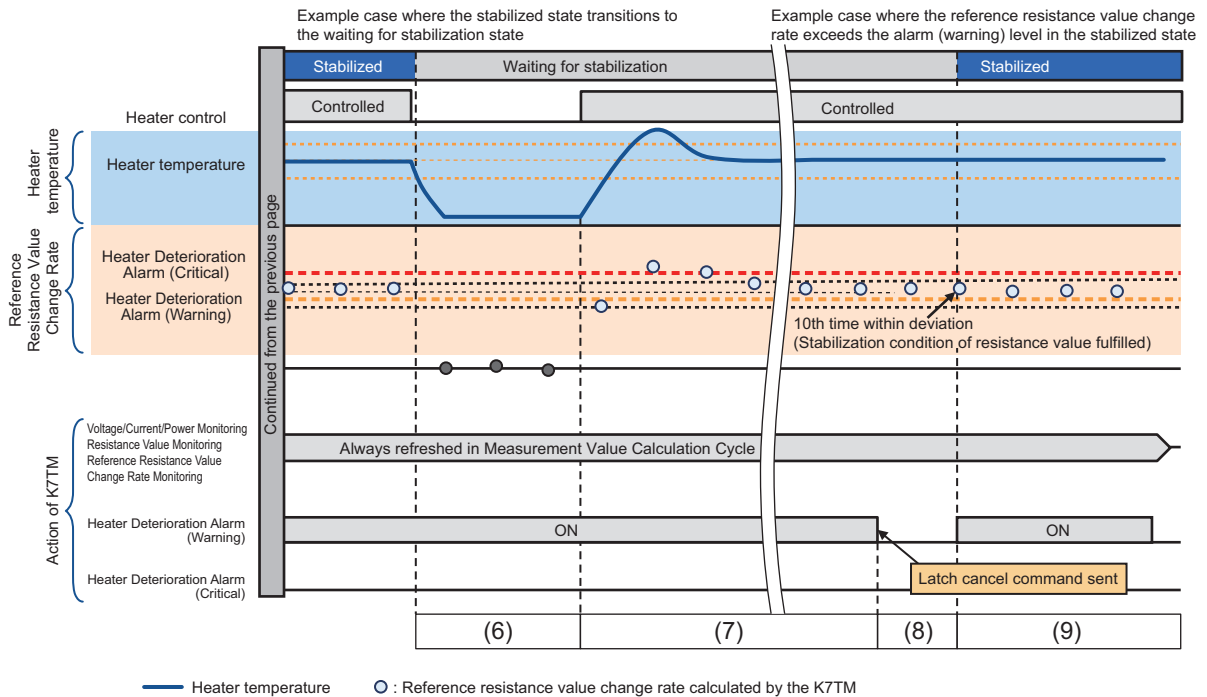 Example case where the stabilized state transitions to
the waiting for stabilization state
Example case where the reference resistance value change
rate exceeds the alarm (warning) level in the stabilized state
Stabilized
Waiting for stabilization
Stabilized
Heater control
Controlled
Controlled
Heater
temperature
Heater temperature
Continued from the previous page
Reference
Resistance Value
Change Rate
Heater Deterioration
Alarm (Critical)
Heater Deterioration
Alarm (Warning)
10th time within deviation
(Stabilization condition of resistance value fulfilled)
Action of K7TM
Voltage/Current/Power Monitoring
Resistance Value Monitoring
Reference Resistance Value
Change Rate Monitoring
Always refreshed in Measurement Value Calculation Cycle
Heater Deterioration Alarm
(Warning)
ON
ON
Latch cancel command sent
Heater Deterioration Alarm
(Critical)
(6)
(7)
(8)
(9)
Heater temperature
: Reference resistance value change rate calculated by the K7TM